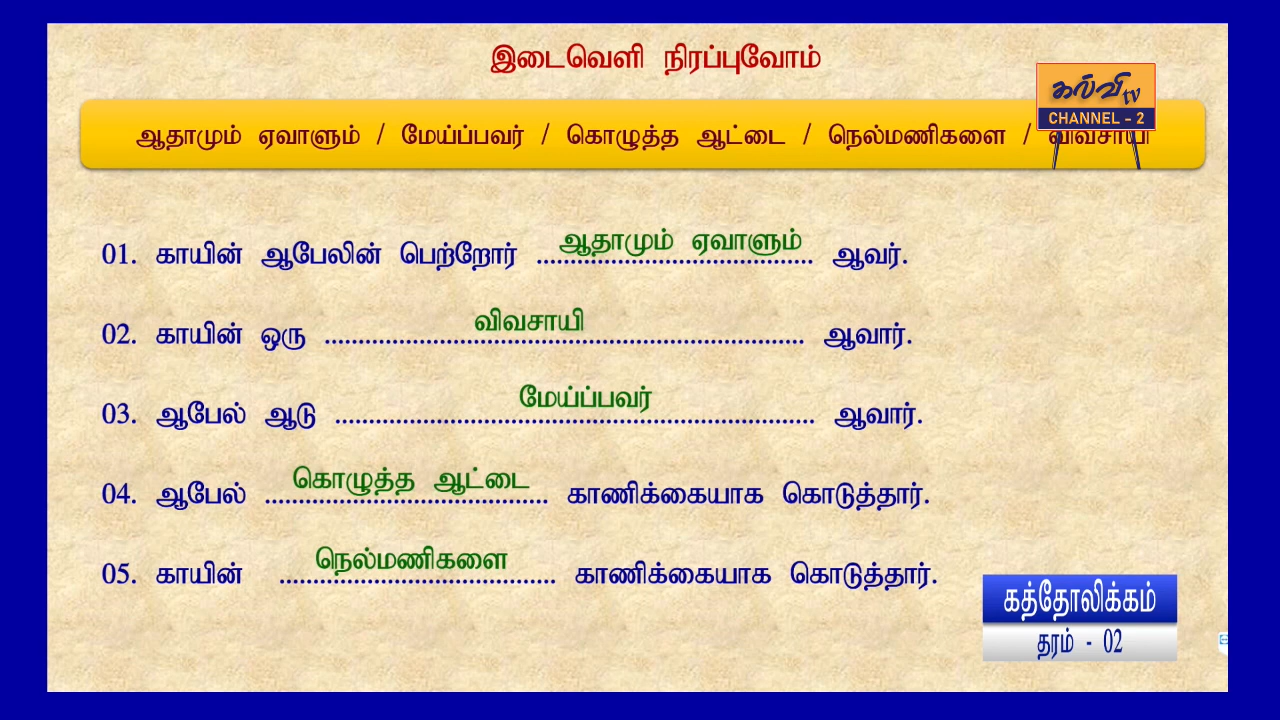 இடைவெளி நிரப்புவோம்
கல்வி tv
CHANNEL - 2
ஆதாமும் ஏவாளும் / மேய்ப்பவர் / கொழுத்த ஆட்டை / நெல்மணிகளை / விவசாயி
01. காயின் ஆபேலின் பெற்றோர் ஆதாமும் ஏவாளும் ஆவர்.
02. காயின் ஒரு விவசாயி ஆவார்.
03. ஆபேல் ஆடு மேய்ப்பவர் ஆவார்.
04. ஆபேல் கொழுத்த ஆட்டை காணிக்கையாக கொடுத்தார்.
05. காயின் நெல்மணிகளை காணிக்கையாக கொடுத்தார்.
கத்தோலிக்கம்
தரம் - 02